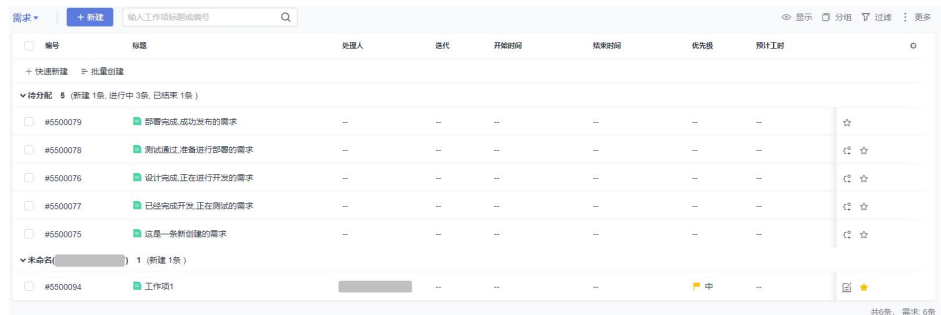 需求 + 新建 输入工作项标题或编号 显示 分组 过滤 更多
编号 标题 处理人 迭代 开始时间 结束时间 优先级 预计工时
+ 快速新建 批量创建
待分配 5 (新建 1条, 进行中 3条, 已结束 1条 )
#5500079 部署完成,成功发布的需求 -- -- -- -- -- --
#5500078 测试通过,准备进行部署的需求 -- -- -- -- -- --
#5500076 设计完成,正在进行开发的需求 -- -- -- -- -- --
#5500077 已经完成开发,正在测试的需求 -- -- -- -- -- --
#5500075 这是一条新创建的需求 -- -- -- -- -- --
未命名( ) 1 (新建 1条 )
#5500094 工作项1 -- -- -- 中 --
共6条, 需求: 6条